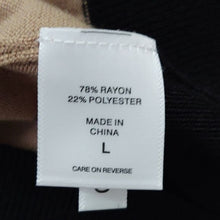 78% RAYON
22% POLYESTER
MADE IN
CHINA
L
CARE ON REVERSE